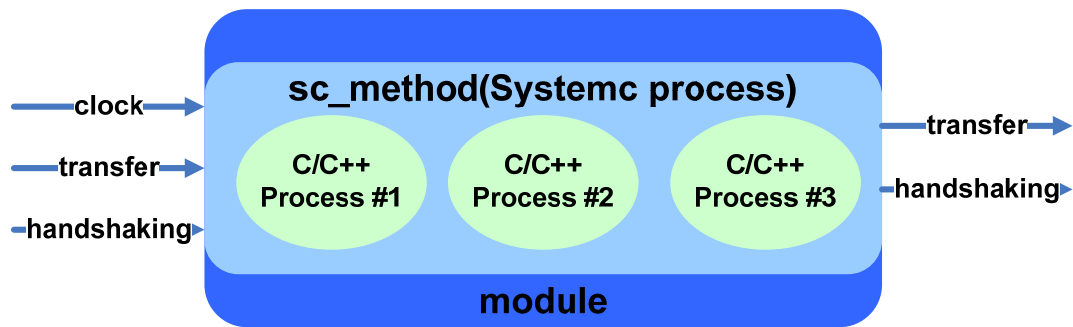 sc_method(Systemc process)
clock
transfer
handshaking
C/C++
Process #1
C/C++
Process #2
C/C++
Process #3
transfer
handshaking
module